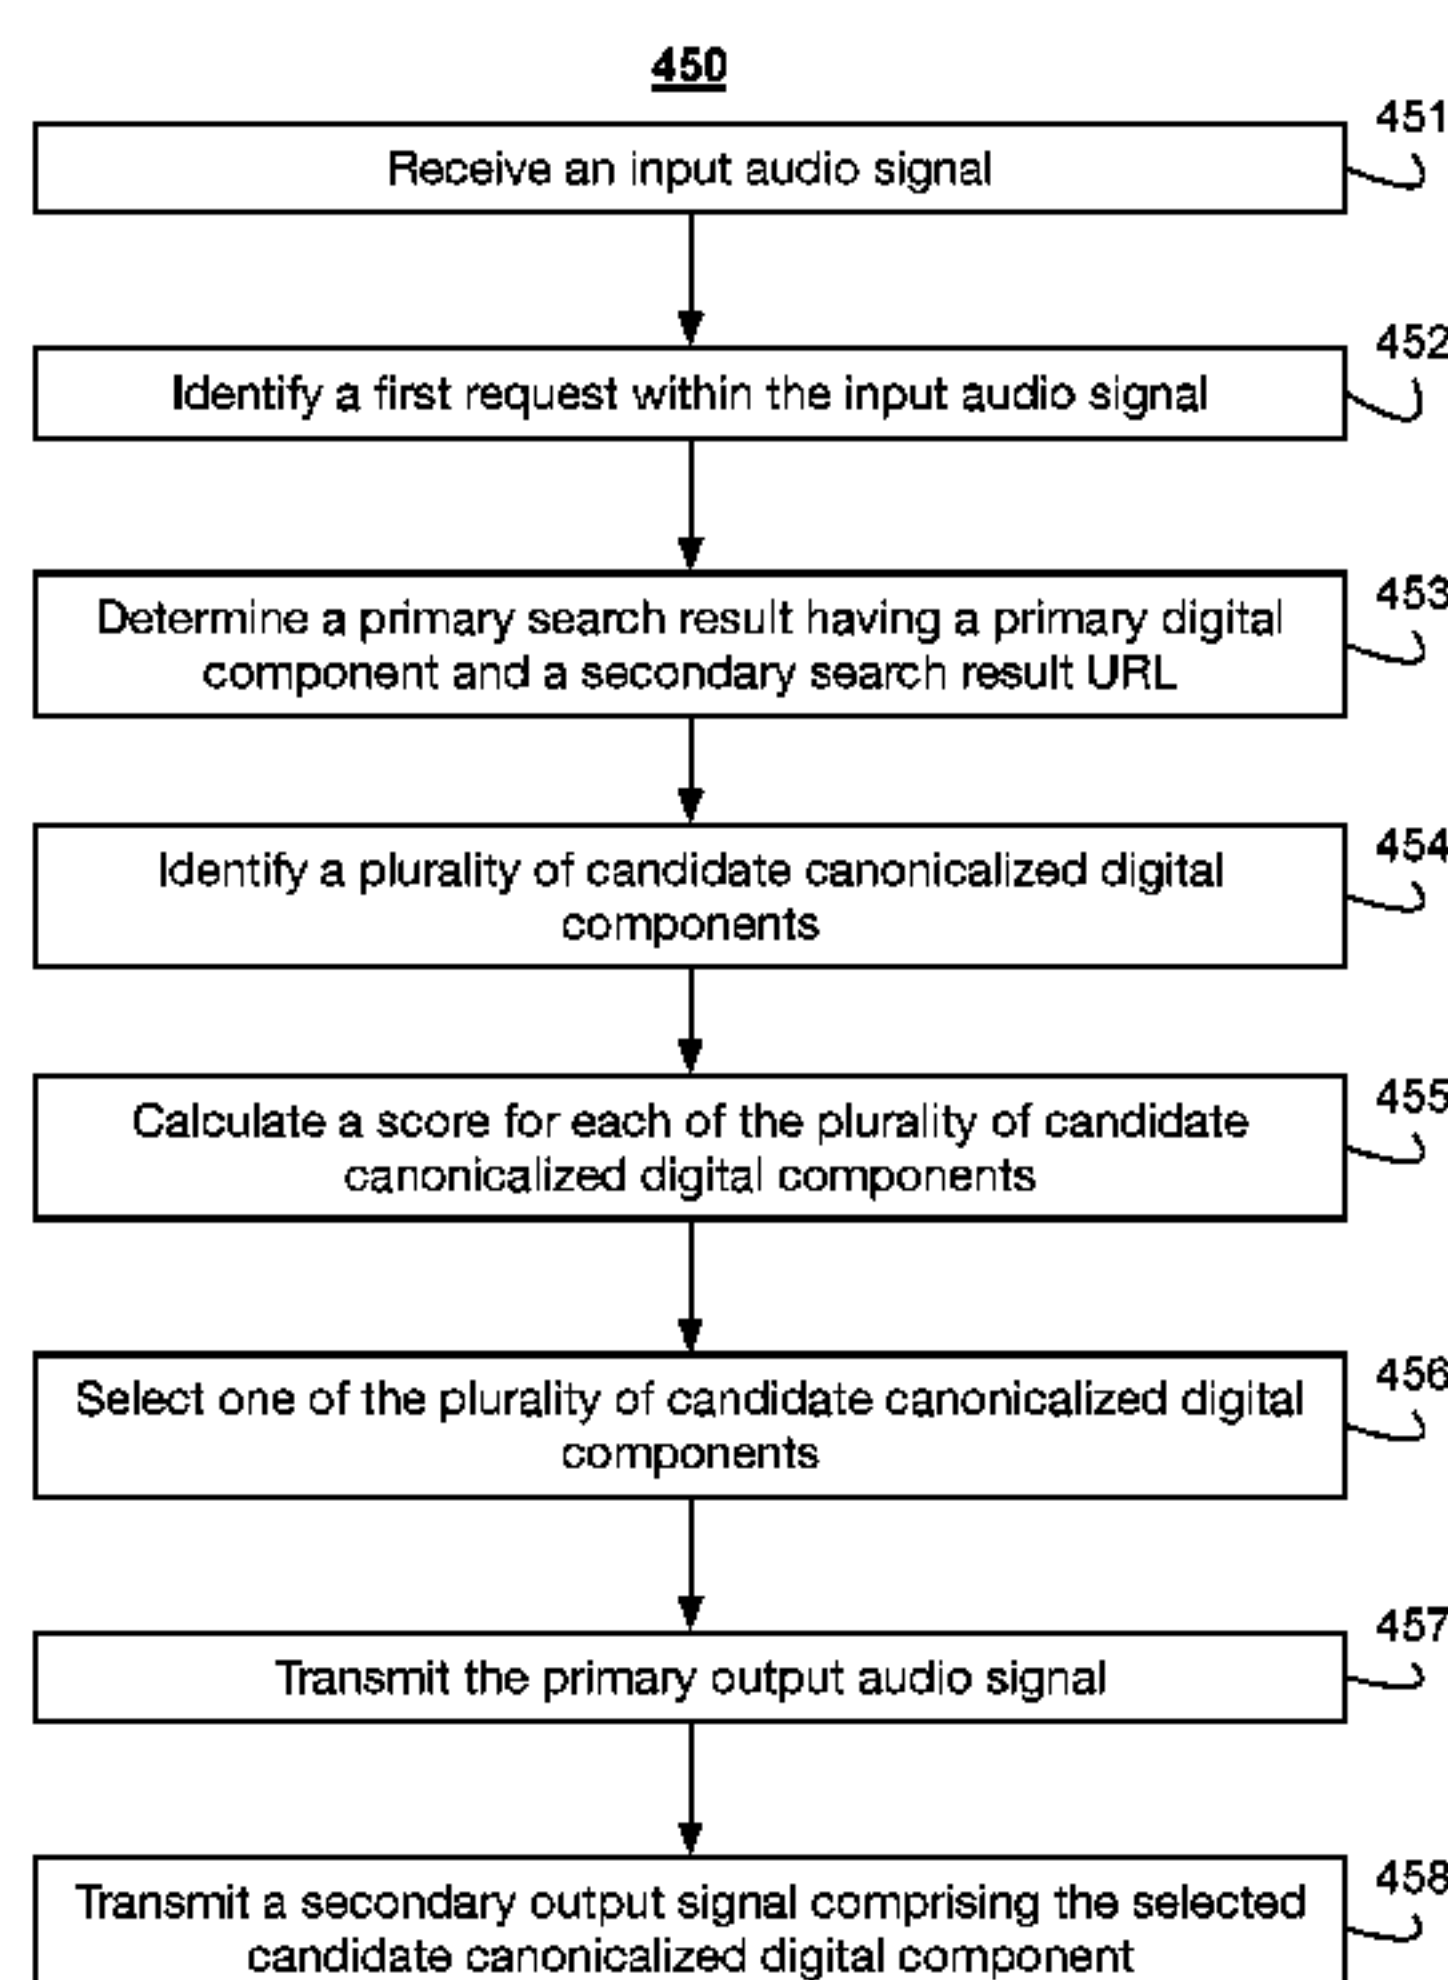 450
451
Receive an input audio signal
452
Identify a first request within the input audio signal
453
Determine a primary search result having a primary digital
component and a secondary search result URL
454
Identify a plurality of candidate canonicalized digital
components
455
Calculate a score for each of the plurality of candidate
canonicalized digital components
456
Select one of the plurality of candidate canonicalized digital
components
457
Transmit the primary output audio signal
458
Transmit a secondary output signal comprising the selected
candidate canonicalized digital component